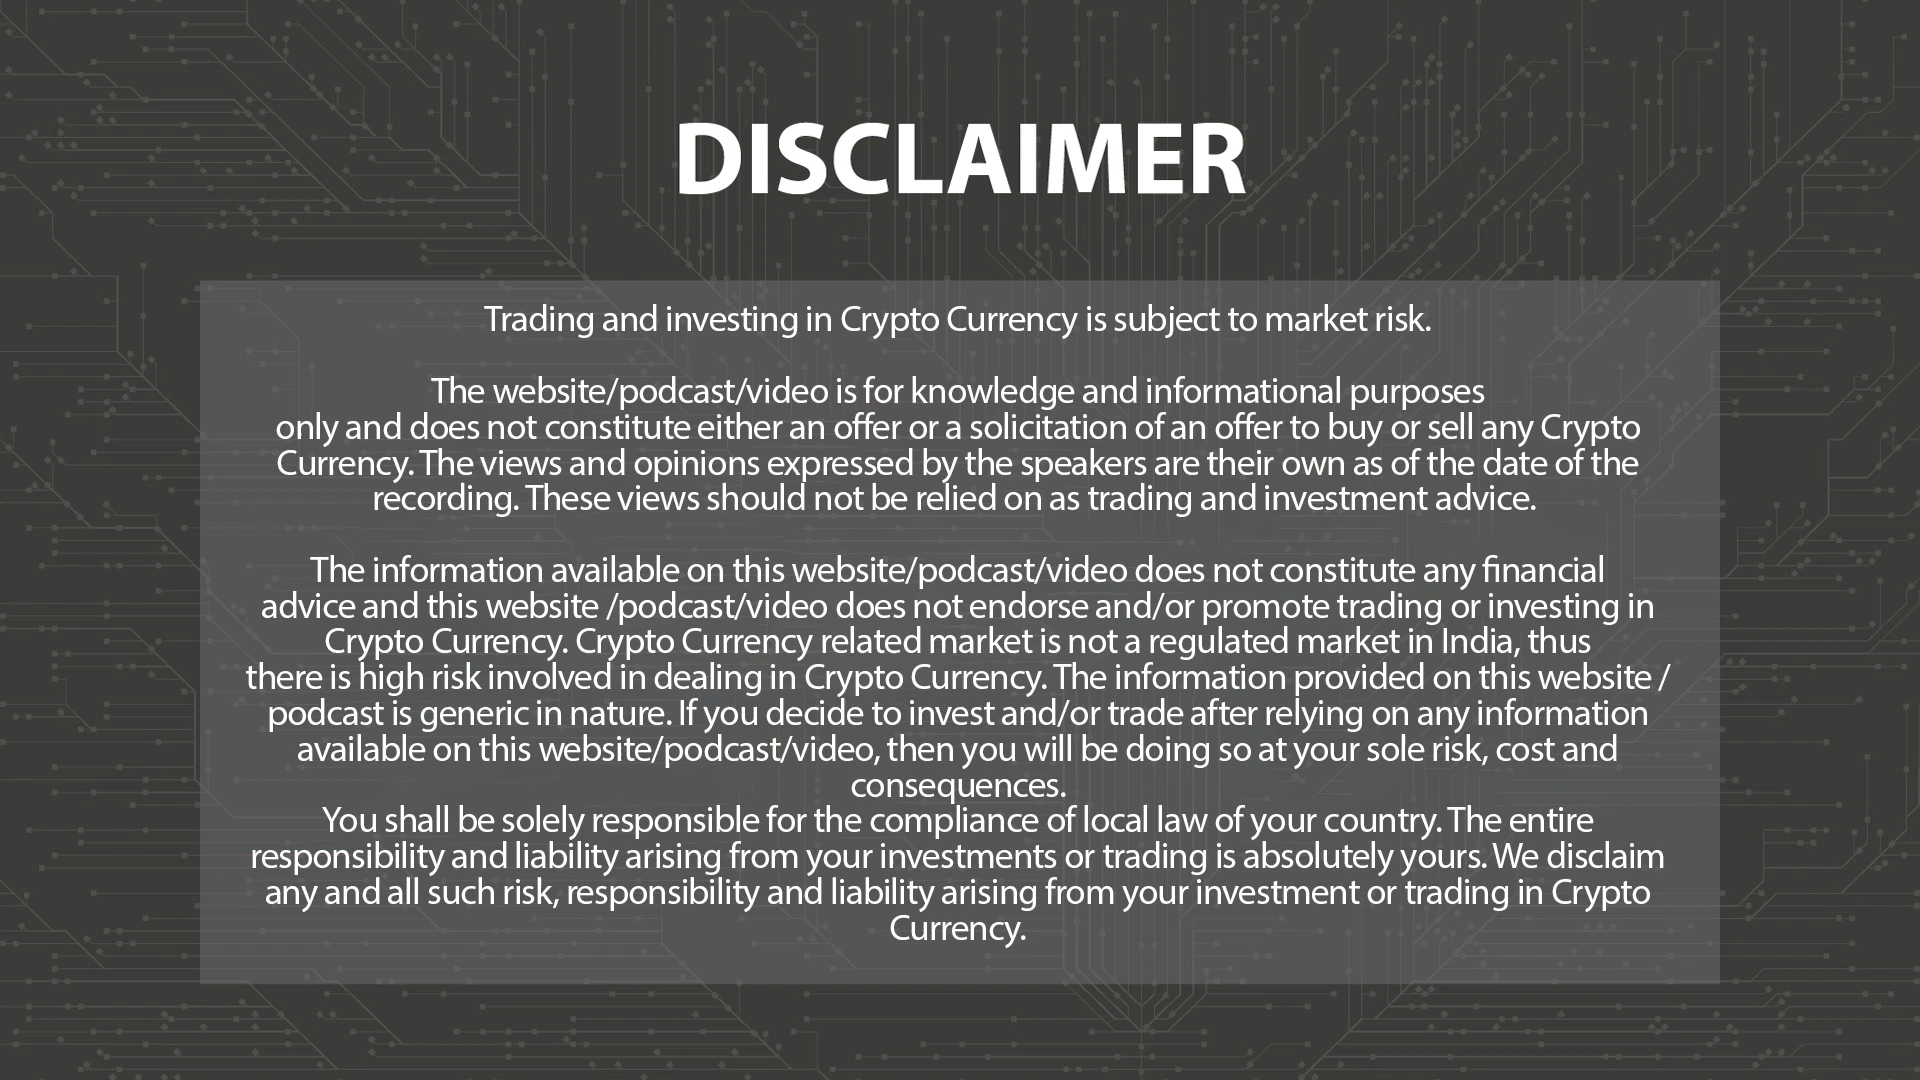 DISCLAIMER
Trading and investing in Crypto Currency is subject to market risk.
The website/podcast/video is for knowledge and informational purposes
only and does not constitute either an offer or a solicitation of an offer to buy or sell any Crypto
Currency. The views and opinions expressed by the speakers are their own as of the date of the
recording. These views should not be relied on as trading and investment advice.
The information available on this website/podcast/video does not constitute any financial
advice and this website /podcast/video does not endorse and/or promote trading or investing in
Crypto Currency. Crypto Currency related market is not a regulated market in India, thus
there is high risk involved in dealing in Crypto Currency. The information provided on this website /
podcast is generic in nature. If you decide to invest and/or trade after relying on any information
available on this website/podcast/video, then you will be doing so at your sole risk, cost and
consequences.
You shall be solely responsible for the compliance of local law of your country. The entire
responsibility and liability arising from your investments or trading is absolutely yours. We disclaim
any and all such risk, responsibility and liability arising from your investment or trading in Crypto
Currency.